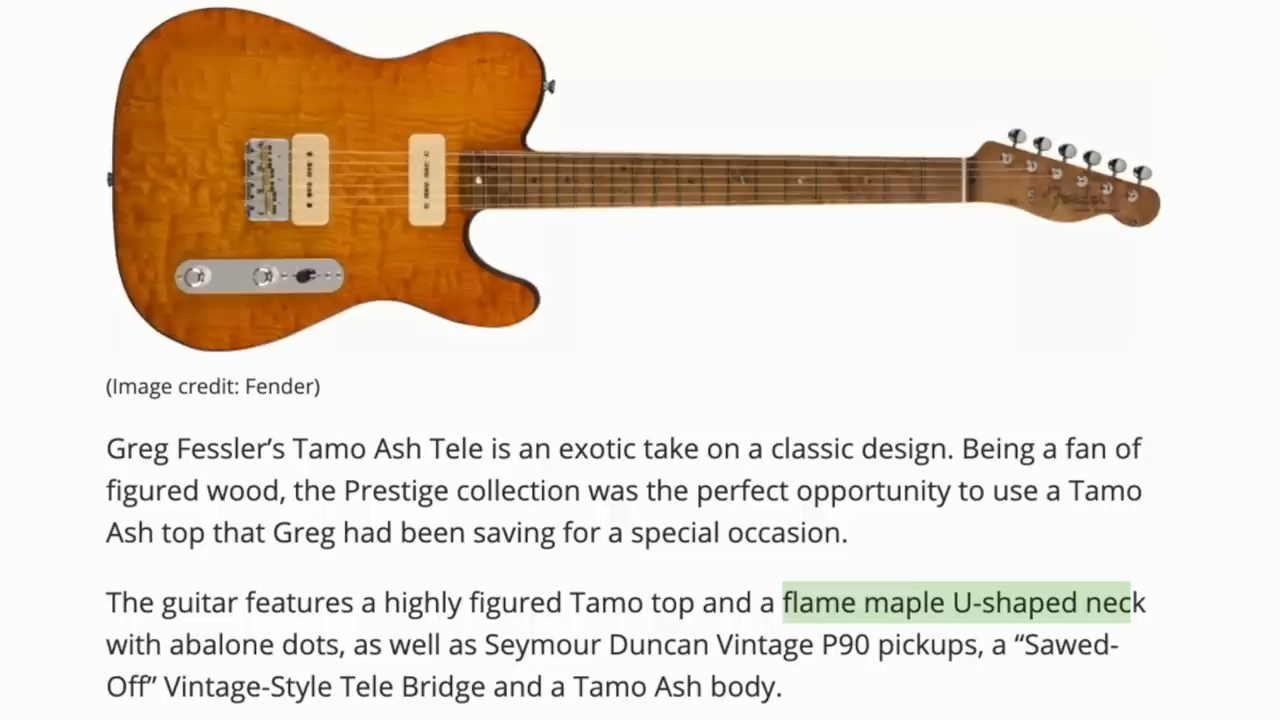 Fender
(Image credit: Fender)
Greg Fessler’s Tamo Ash Tele is an exotic take on a classic design. Being a fan of
figured wood, the Prestige collection was the perfect opportunity to use a Tamo
Ash top that Greg had been saving for a special occasion.
The guitar features a highly figured Tamo top and a flame maple U-shaped neck
with abalone dots, as well as Seymour Duncan Vintage P90 pickups, a “Sawed-
Off” Vintage-Style Tele Bridge and a Tamo Ash body.